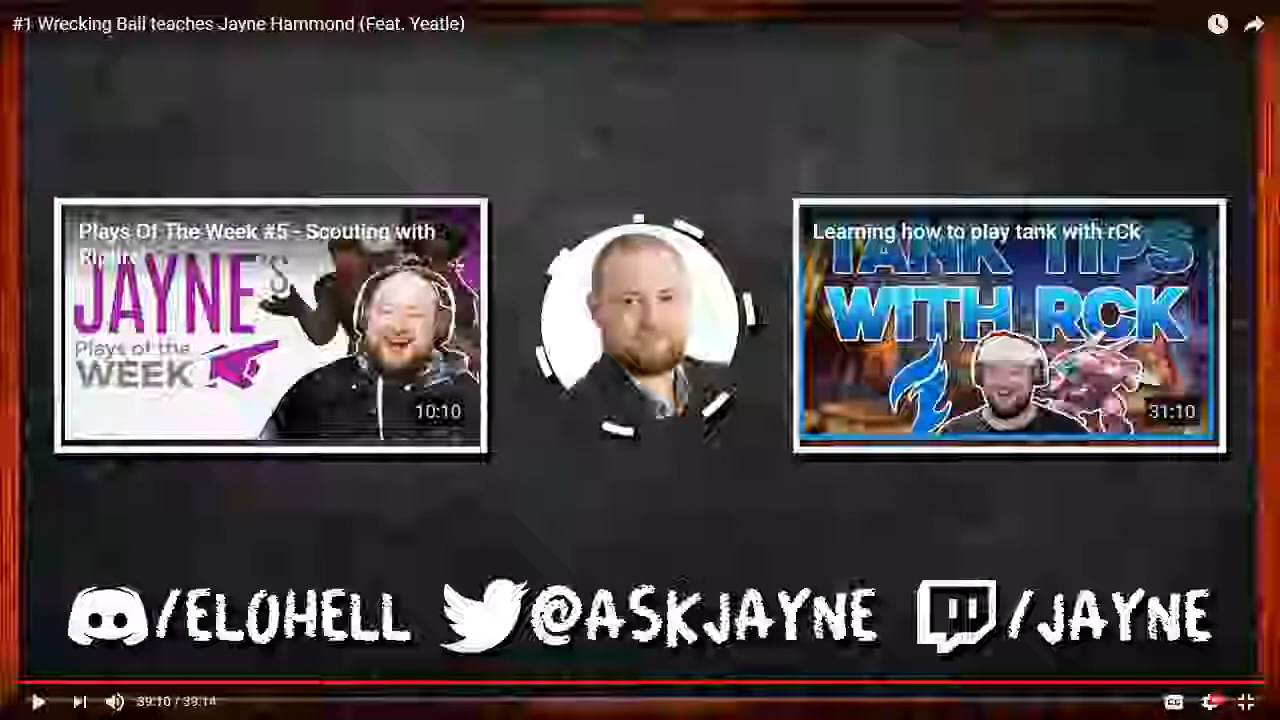 #1 Wrecking Ball teaches Jayne Hammond (Feat. Yeatle)
Plays Of The Week #5 - Scouting with
JAYNE'S
Plays of the
WEEK
10:10
Learning how to play tank with rCk
TANK TIPS
WITH RCK
31:10
/ELOHELL @ASKJAYNE /JAYNE
39:10 / 39:14
CC